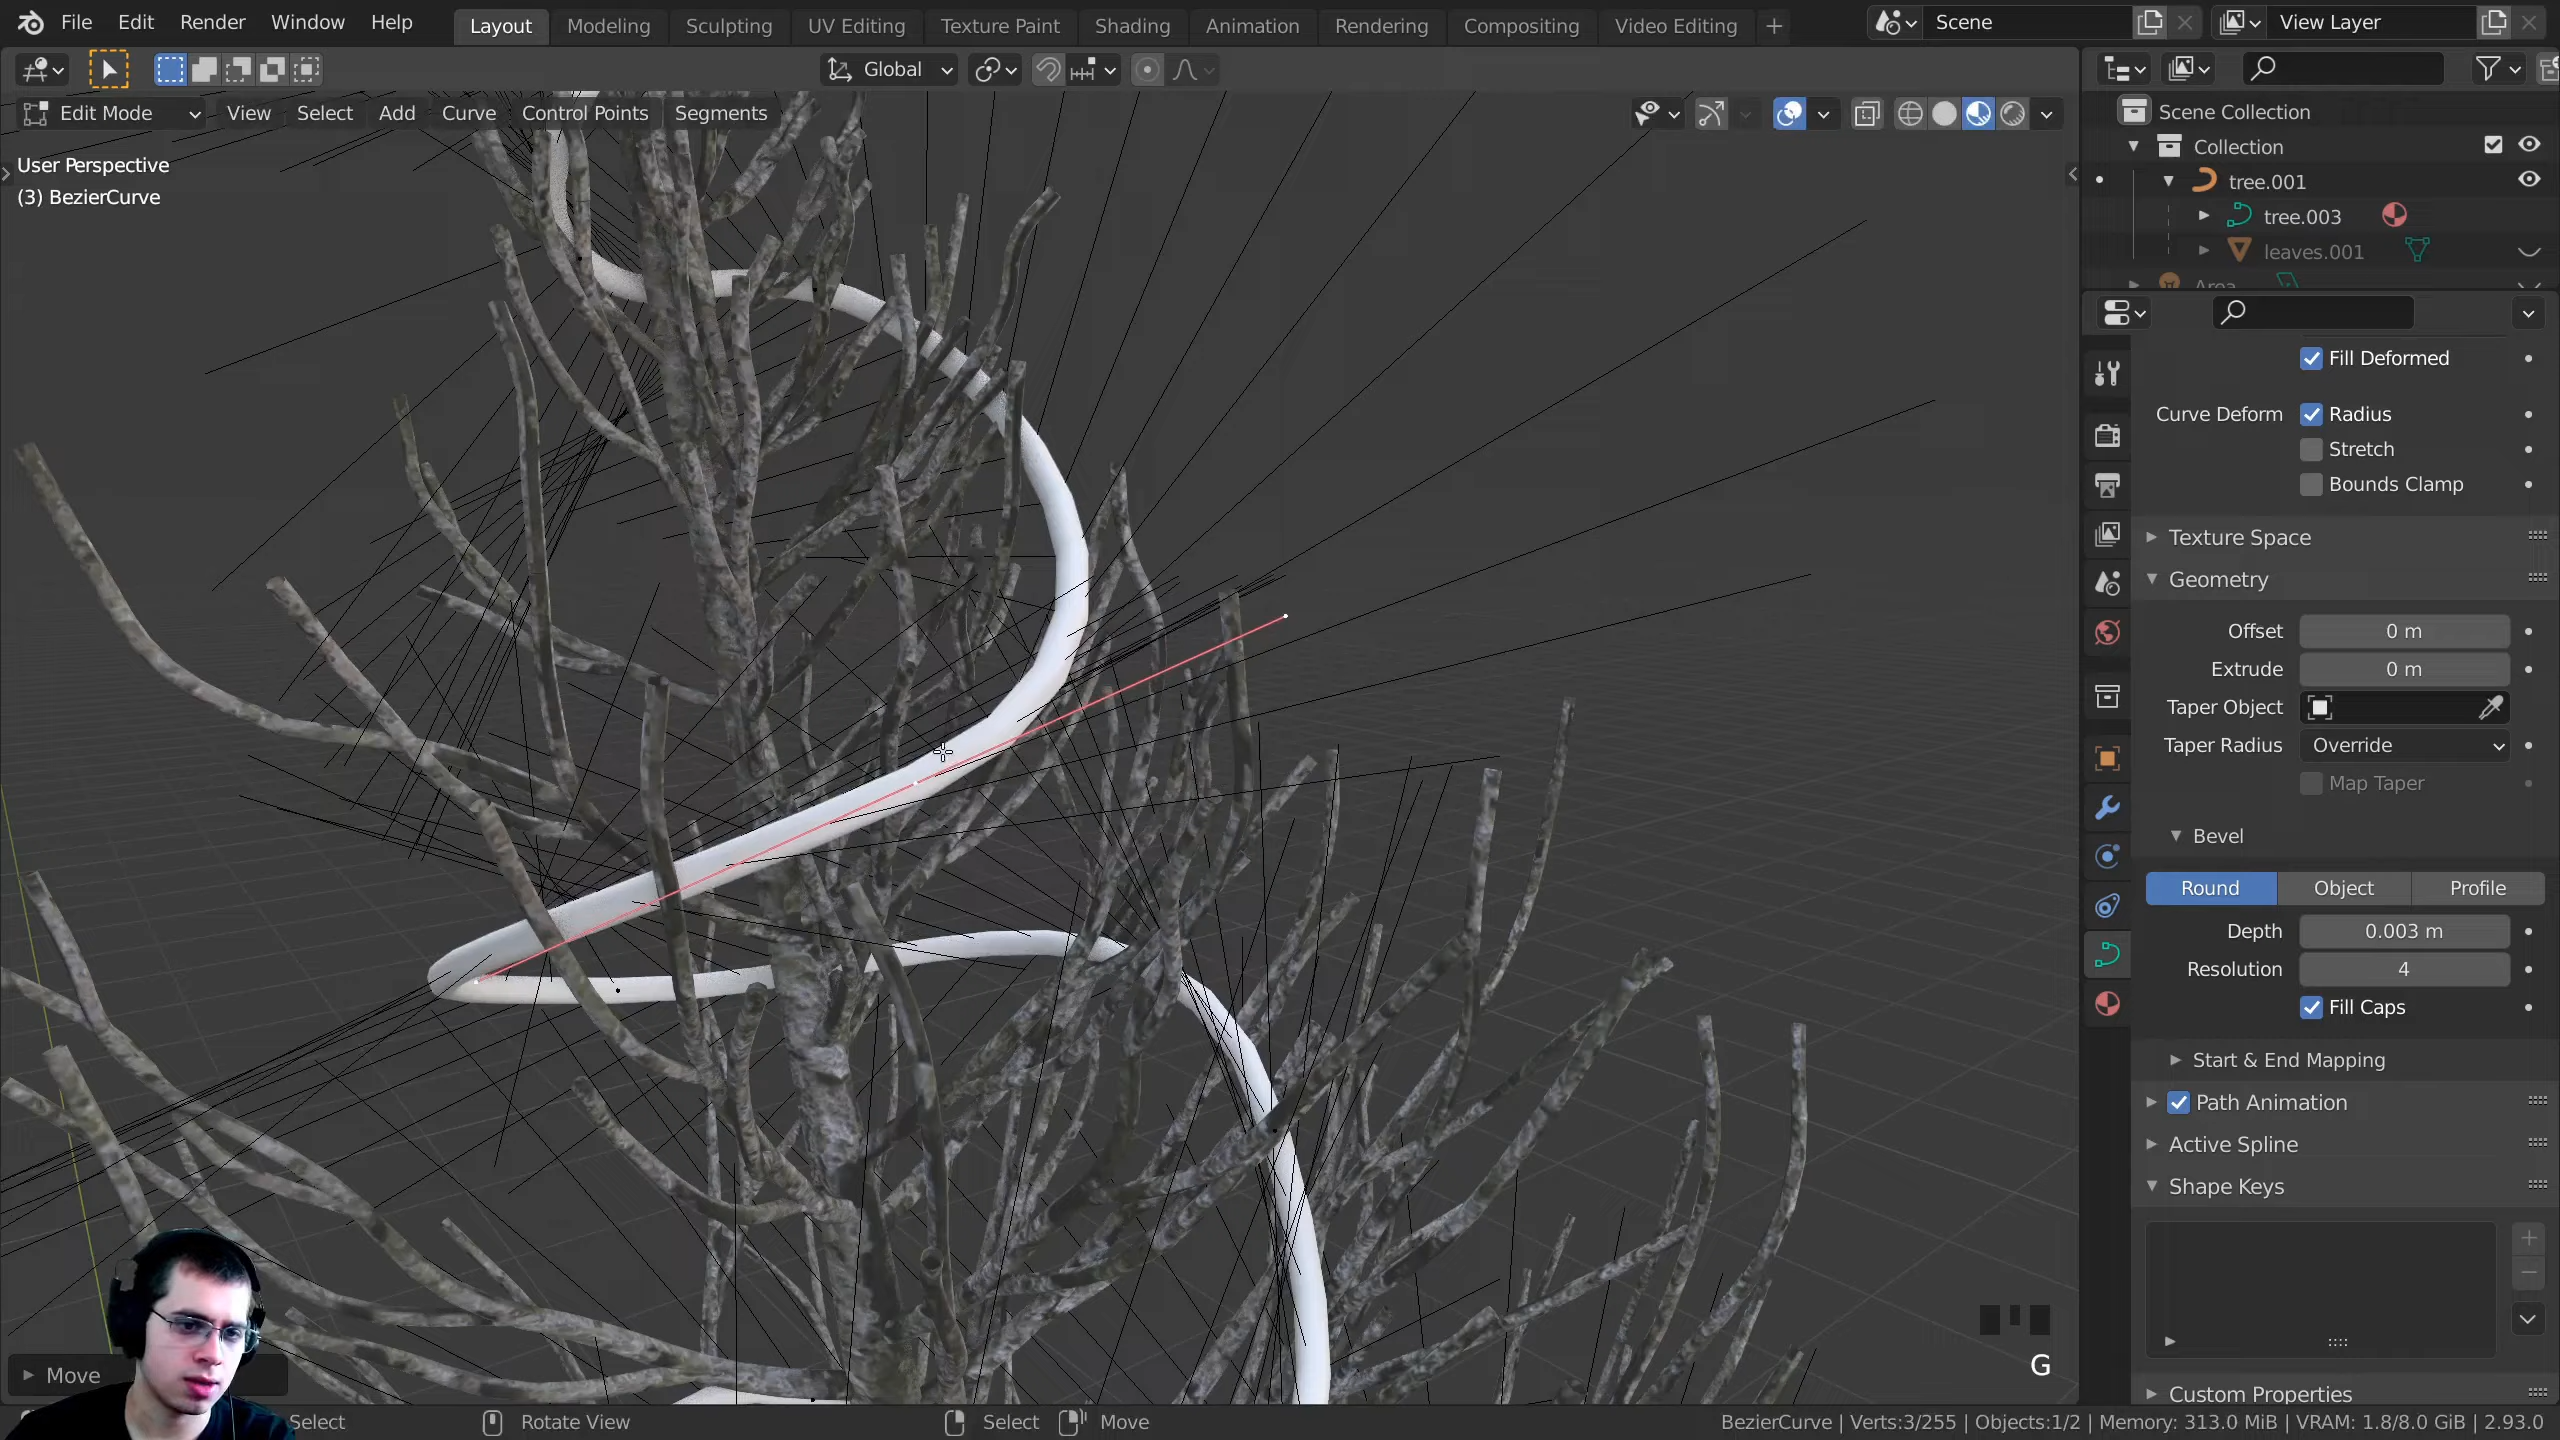 File Edit Render Window Help
Layout Modeling Sculpting UV Editing Texture Paint Shading Animation Rendering Compositing Video Editing +
Scene
View Layer
Global
Edit Mode View Select Add Curve Control Points Segments
User Perspective
(3) BezierCurve
Scene Collection
Collection
tree.001
tree.003
leaves.001
Area
Fill Deformed
Curve Deform Radius
Stretch
Bounds Clamp
Texture Space
Geometry
Offset 0 m
Extrude 0 m
Taper Object
Taper Radius Override
Map Taper
Bevel
Round Object Profile
Depth 0.003 m
Resolution 4
Fill Caps
Start & End Mapping
Path Animation
Active Spline
Shape Keys
Custom Properties
G
Move
Select Rotate View Select Move
BezierCurve | Verts:3/255 | Objects:1/2 | Memory: 313.0 MiB | VRAM: 1.8/8.0 GiB | 2.93.0